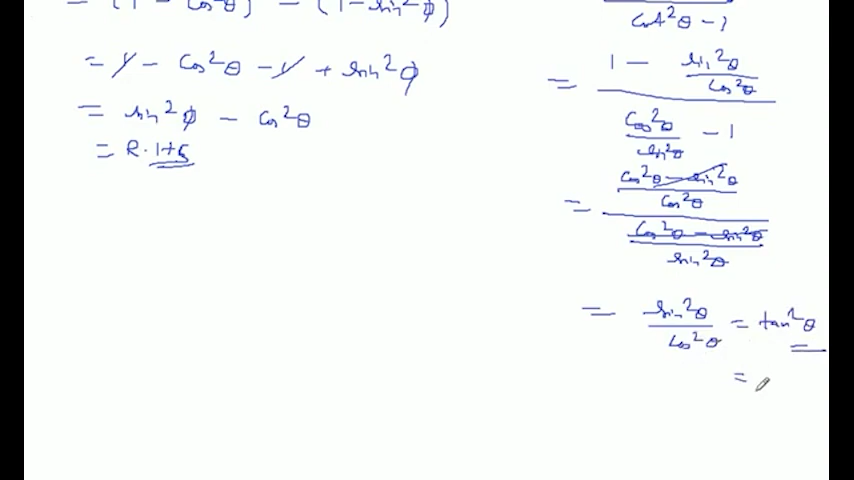 = (1 - cos²θ) - (1 - sin²φ)
= 1 - cos²θ - 1 + sin²φ
= sin²φ - cos²θ
= R.H.S
cot²θ - 1
= 1 - sin²θ/cos²θ
cos²θ/sin²θ - 1
= cos²θ - sin²θ/cos²θ
cos²θ - sin²θ/sin²θ
= sin²θ/cos²θ = tan²θ
=